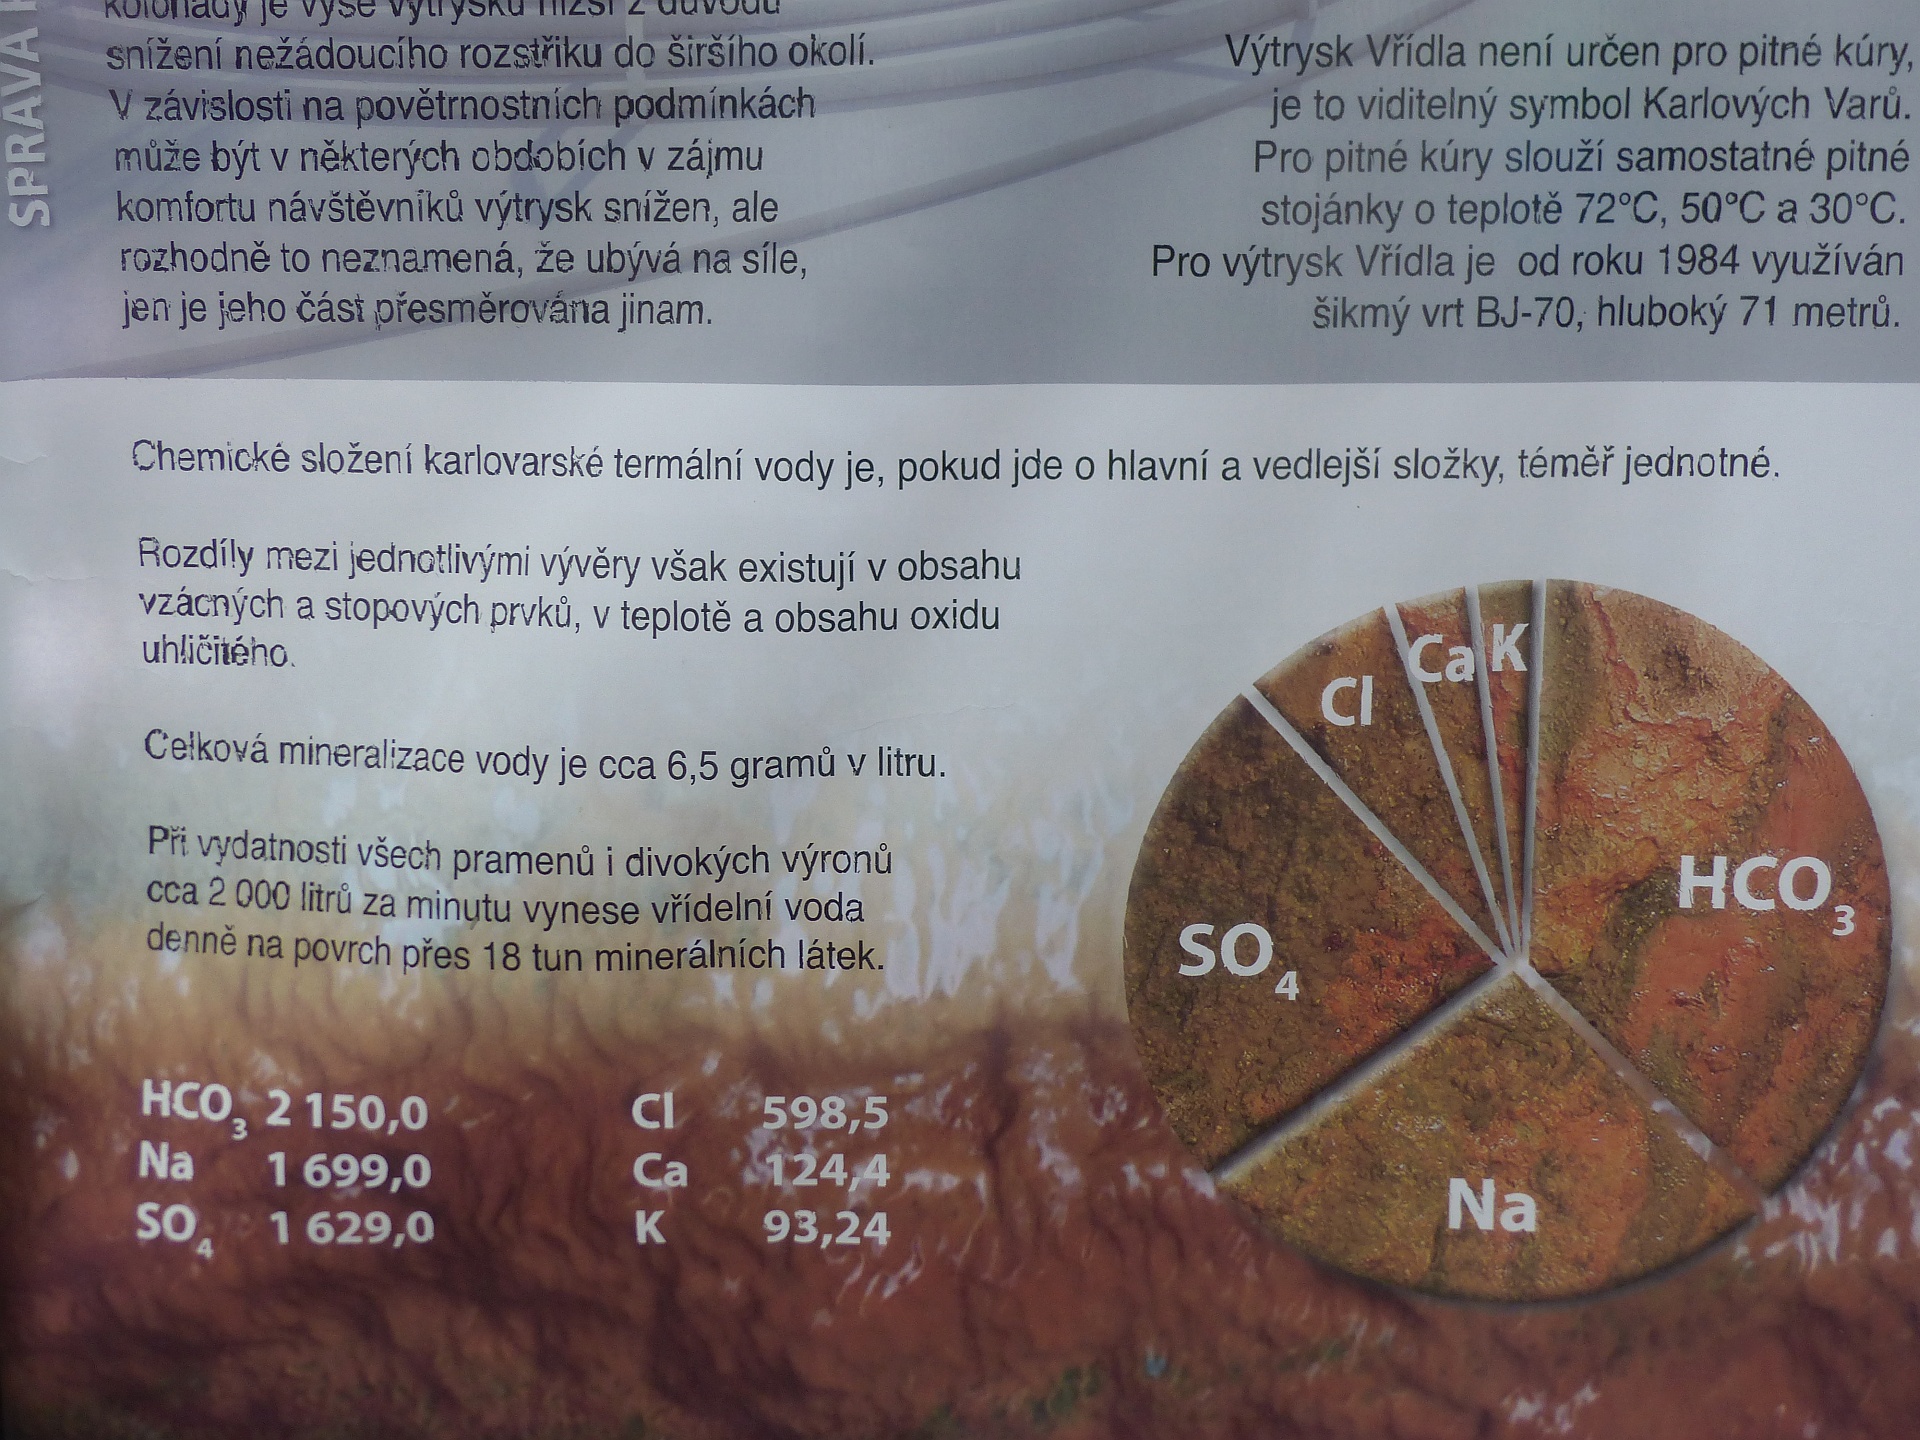 SPRAVA
kolonády je výše výtrysku nižší z důvodu
snížení nežádoucího rozstřiku do širšího okolí.
V závislosti na povětrnostních podmínkách
může být v některých obdobích v zájmu
komfortu návštěvníků výtrysk snížen, ale
rozhodně to neznamená, že ubývá na síle,
jen je jeho část přesměrována jinam.
Výtrysk Vřídla není určen pro pitné kúry,
je to viditelný symbol Karlových Varů.
Pro pitné kúry slouží samostatné pitné
stojánky o teplotě 72°C, 50°C a 30°C.
Pro výtrysk Vřídla je od roku 1984 využíván
šikmý vrt BJ-70, hluboký 71 metrů.
Chemické složení karlovarské termální vody je, pokud jde o hlavní a vedlejší složky, téměř jednotné.
Rozdíly mezi jednotlivými vývěry však existují v obsahu
vzácných a stopových prvků, v teplotě a obsahu oxidu
uhličitého.
Celková mineralizace vody je cca 6,5 gramů v litru.
Při vydatnosti všech pramenů i divokých výronů
cca 2 000 litrů za minutu vynese vřídelní voda
denně na povrch přes 18 tun minerálních látek.
HCO3 2 150,0 Cl 598,5
Na 1 699,0 Ca 124,4
SO4 1 629,0 K 93,24
Cl
Ca
K
HCO3
SO4
Na